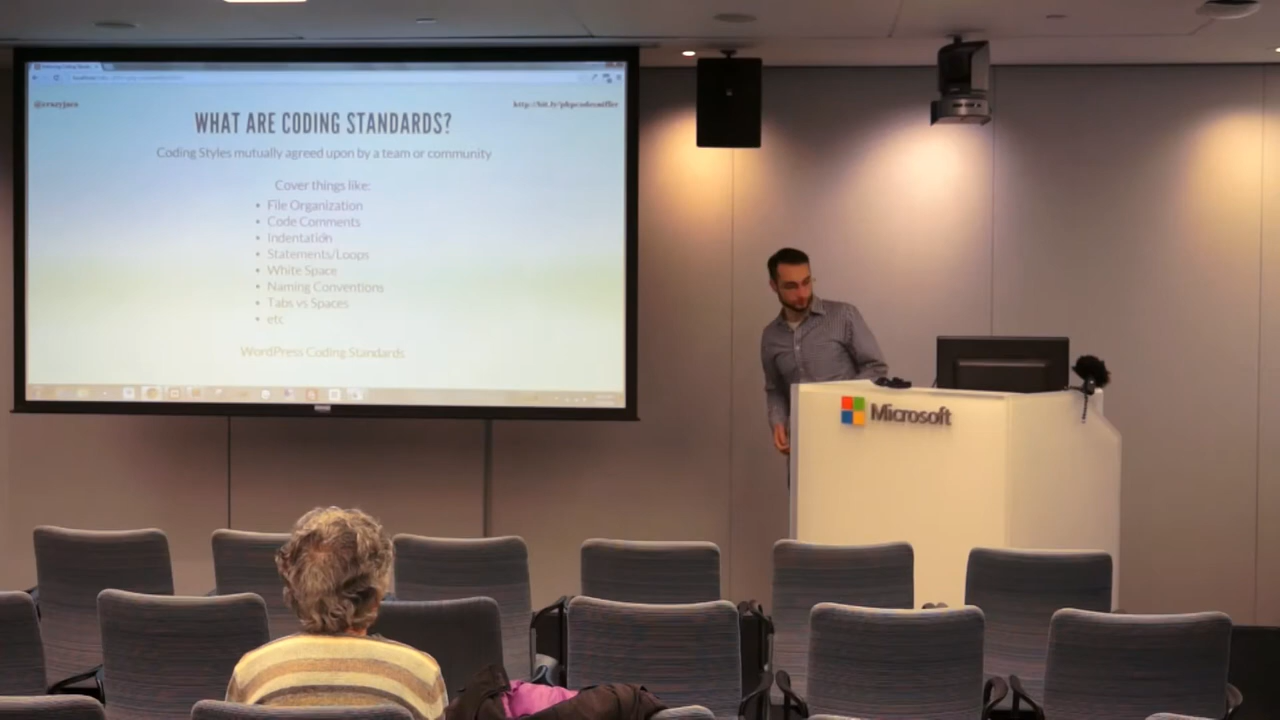 @crazyjaco
http://bit.ly/phpcodesniffer
WHAT ARE CODING STANDARDS?
Coding Styles mutually agreed upon by a team or community
Cover things like:
• File Organization
• Code Comments
• Indentation
• Statements/Loops
• White Space
• Naming Conventions
• Tabs vs Spaces
• etc
WordPress Coding Standards
Microsoft